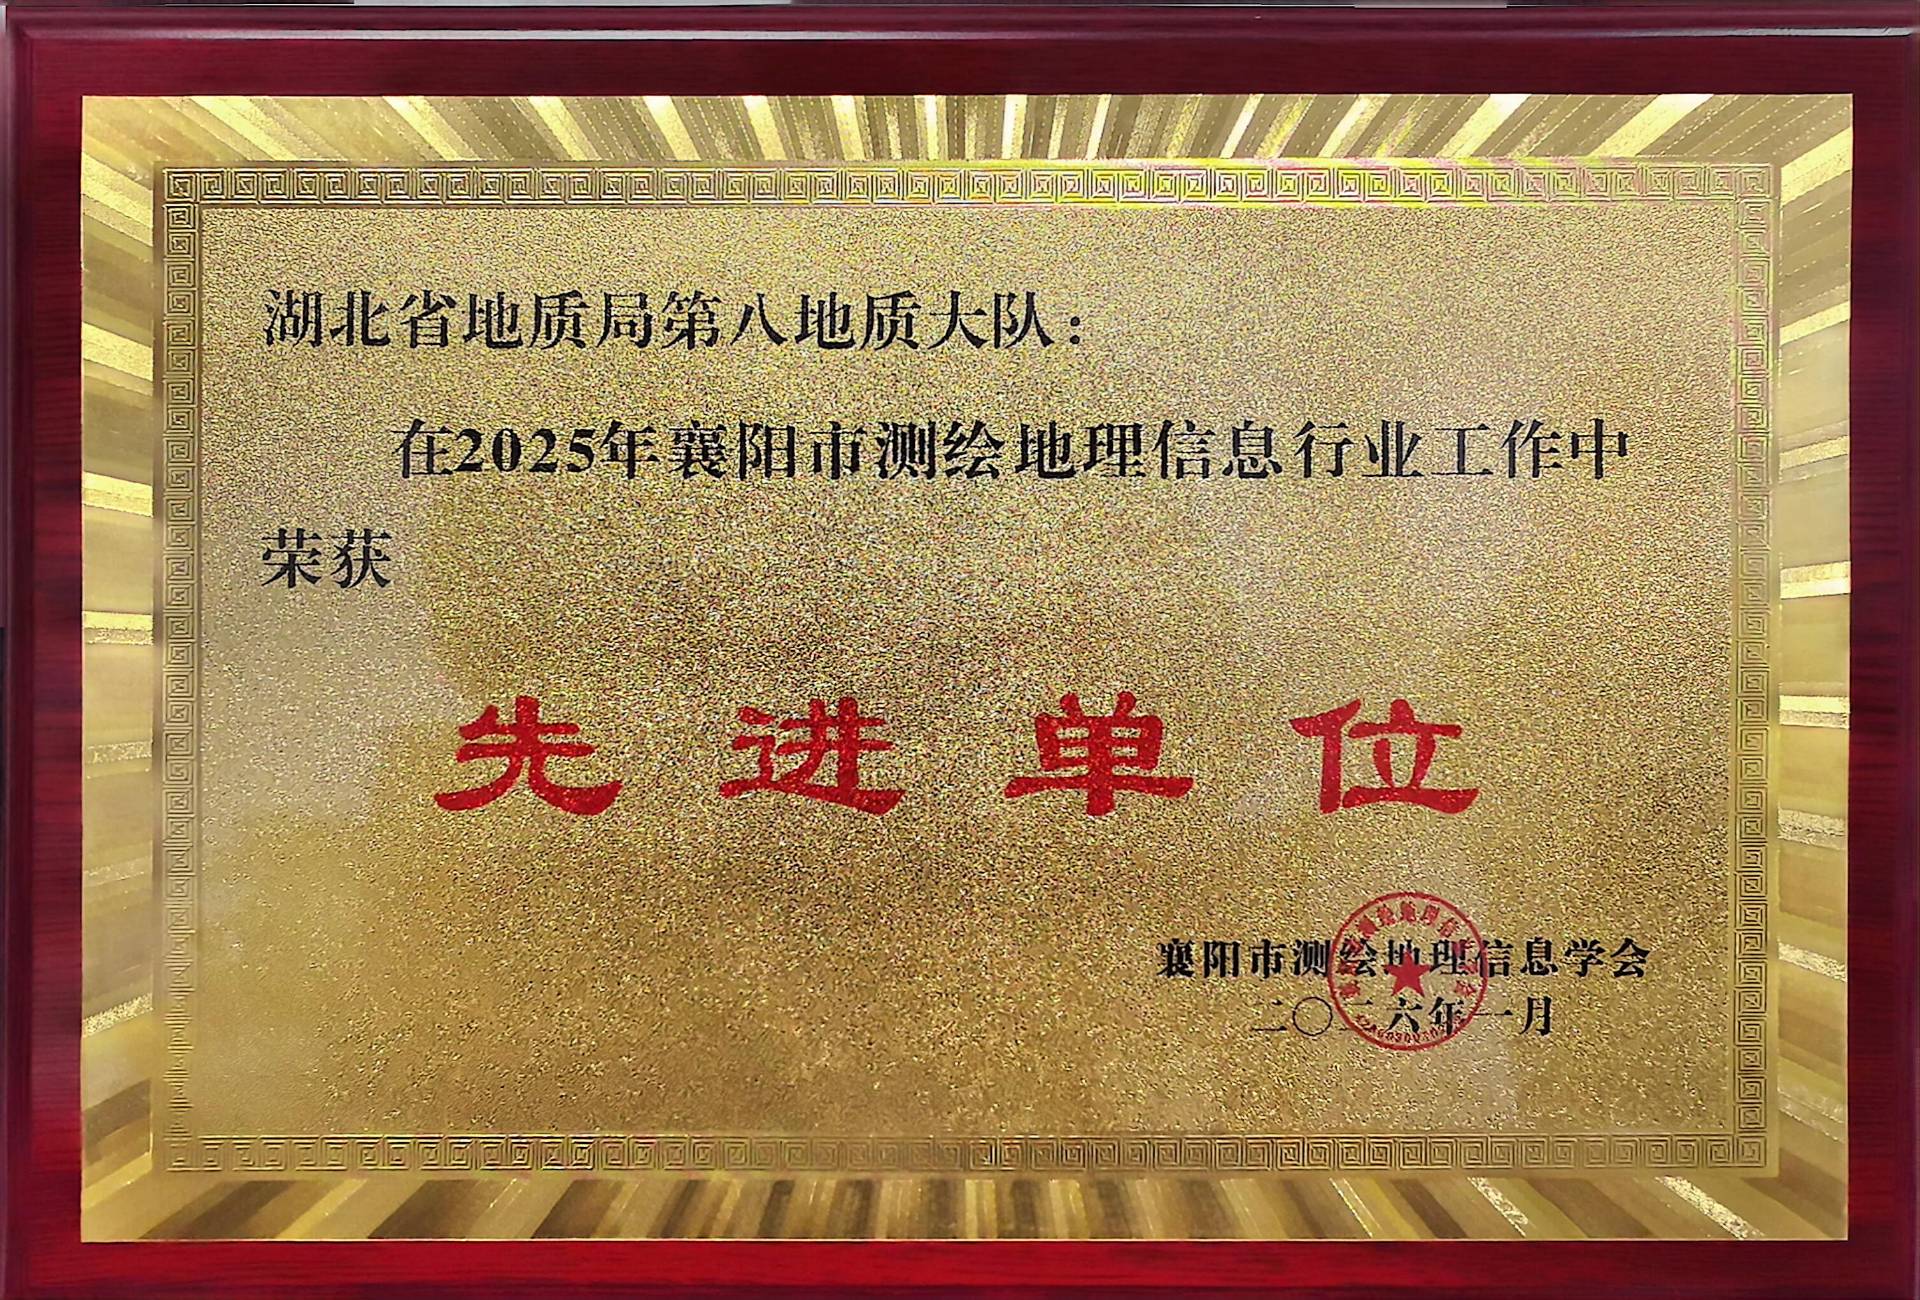 湖北省地质局第八地质大队：
在2025年襄阳市测绘地理信息行业工作中
荣获
先进单位
襄阳市测绘地理信息学会
二〇二六年一月